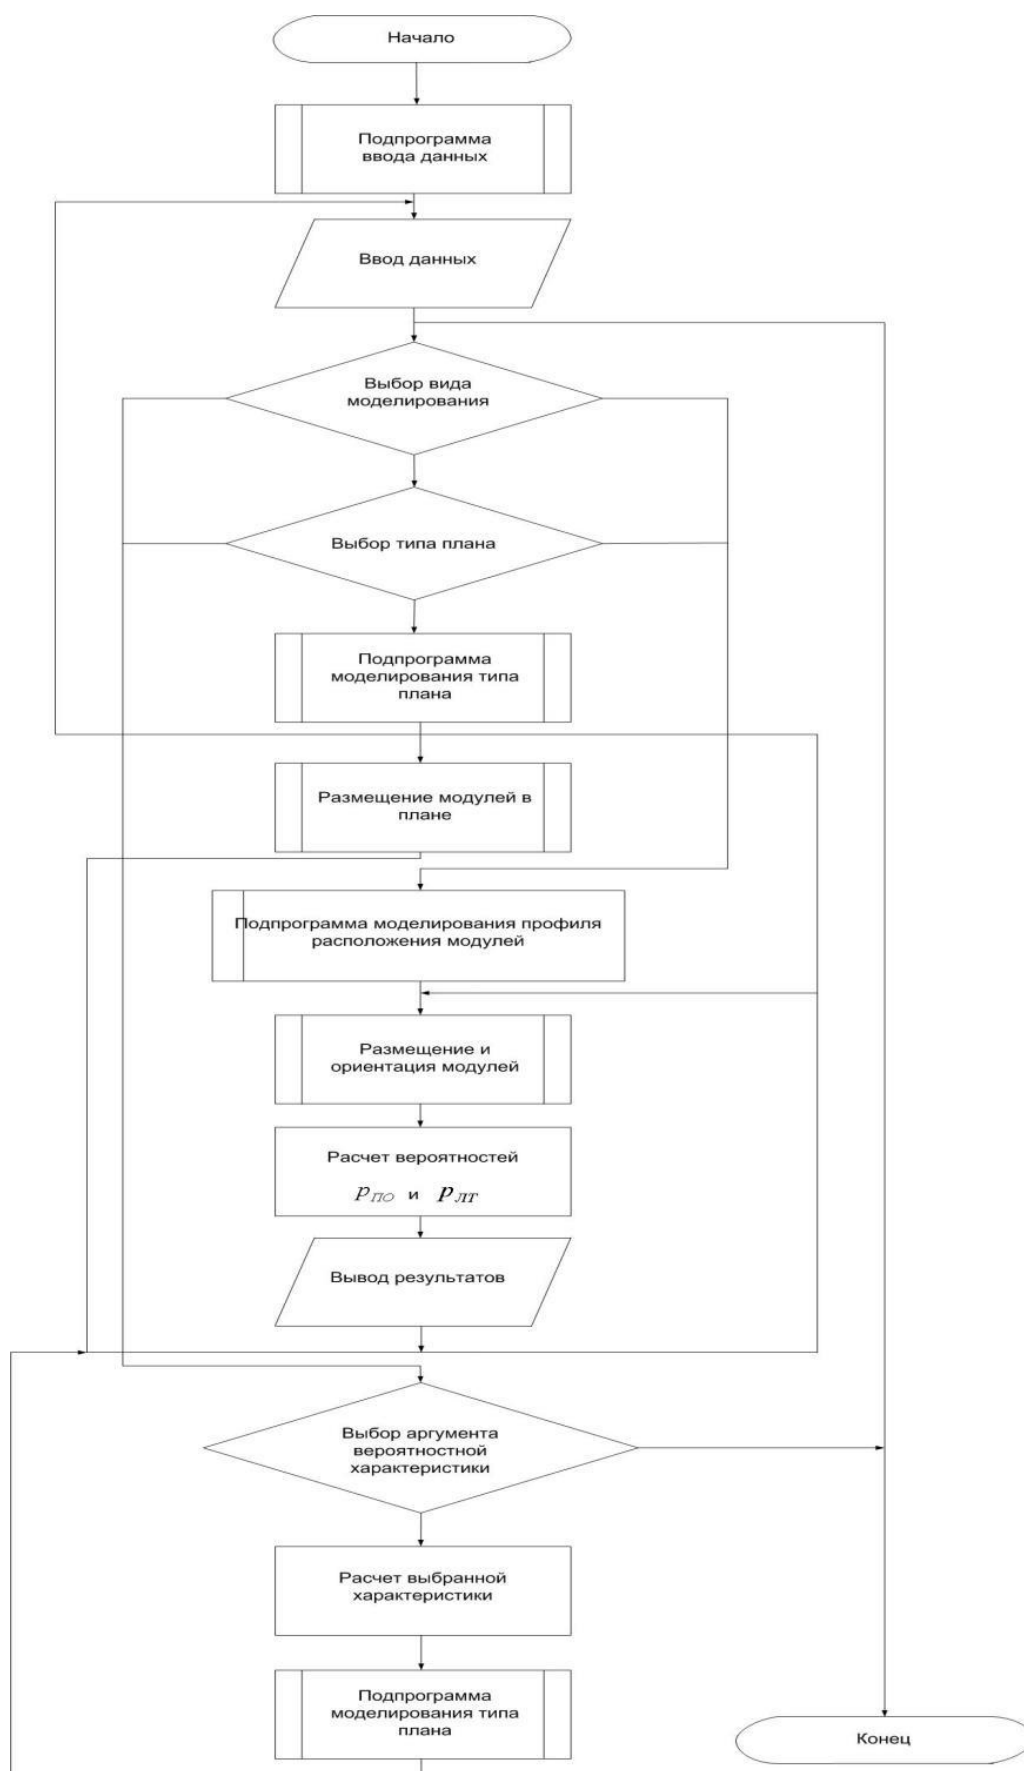 Начало
Подпрограмма
ввода данных
Ввод данных
Выбор вида
моделирования
Выбор типа плана
Подпрограмма
моделирования типа
плана
Размещение модулей в
плане
Подпрограмма моделирования профиля
расположения модулей
Размещение и
ориентация модулей
Расчет вероятностей
p ПО и p ЛТ
Вывод результатов
Выбор аргумента
вероятностной
характеристики
Расчет выбранной
характеристики
Подпрограмма
моделирования типа
плана
Конец